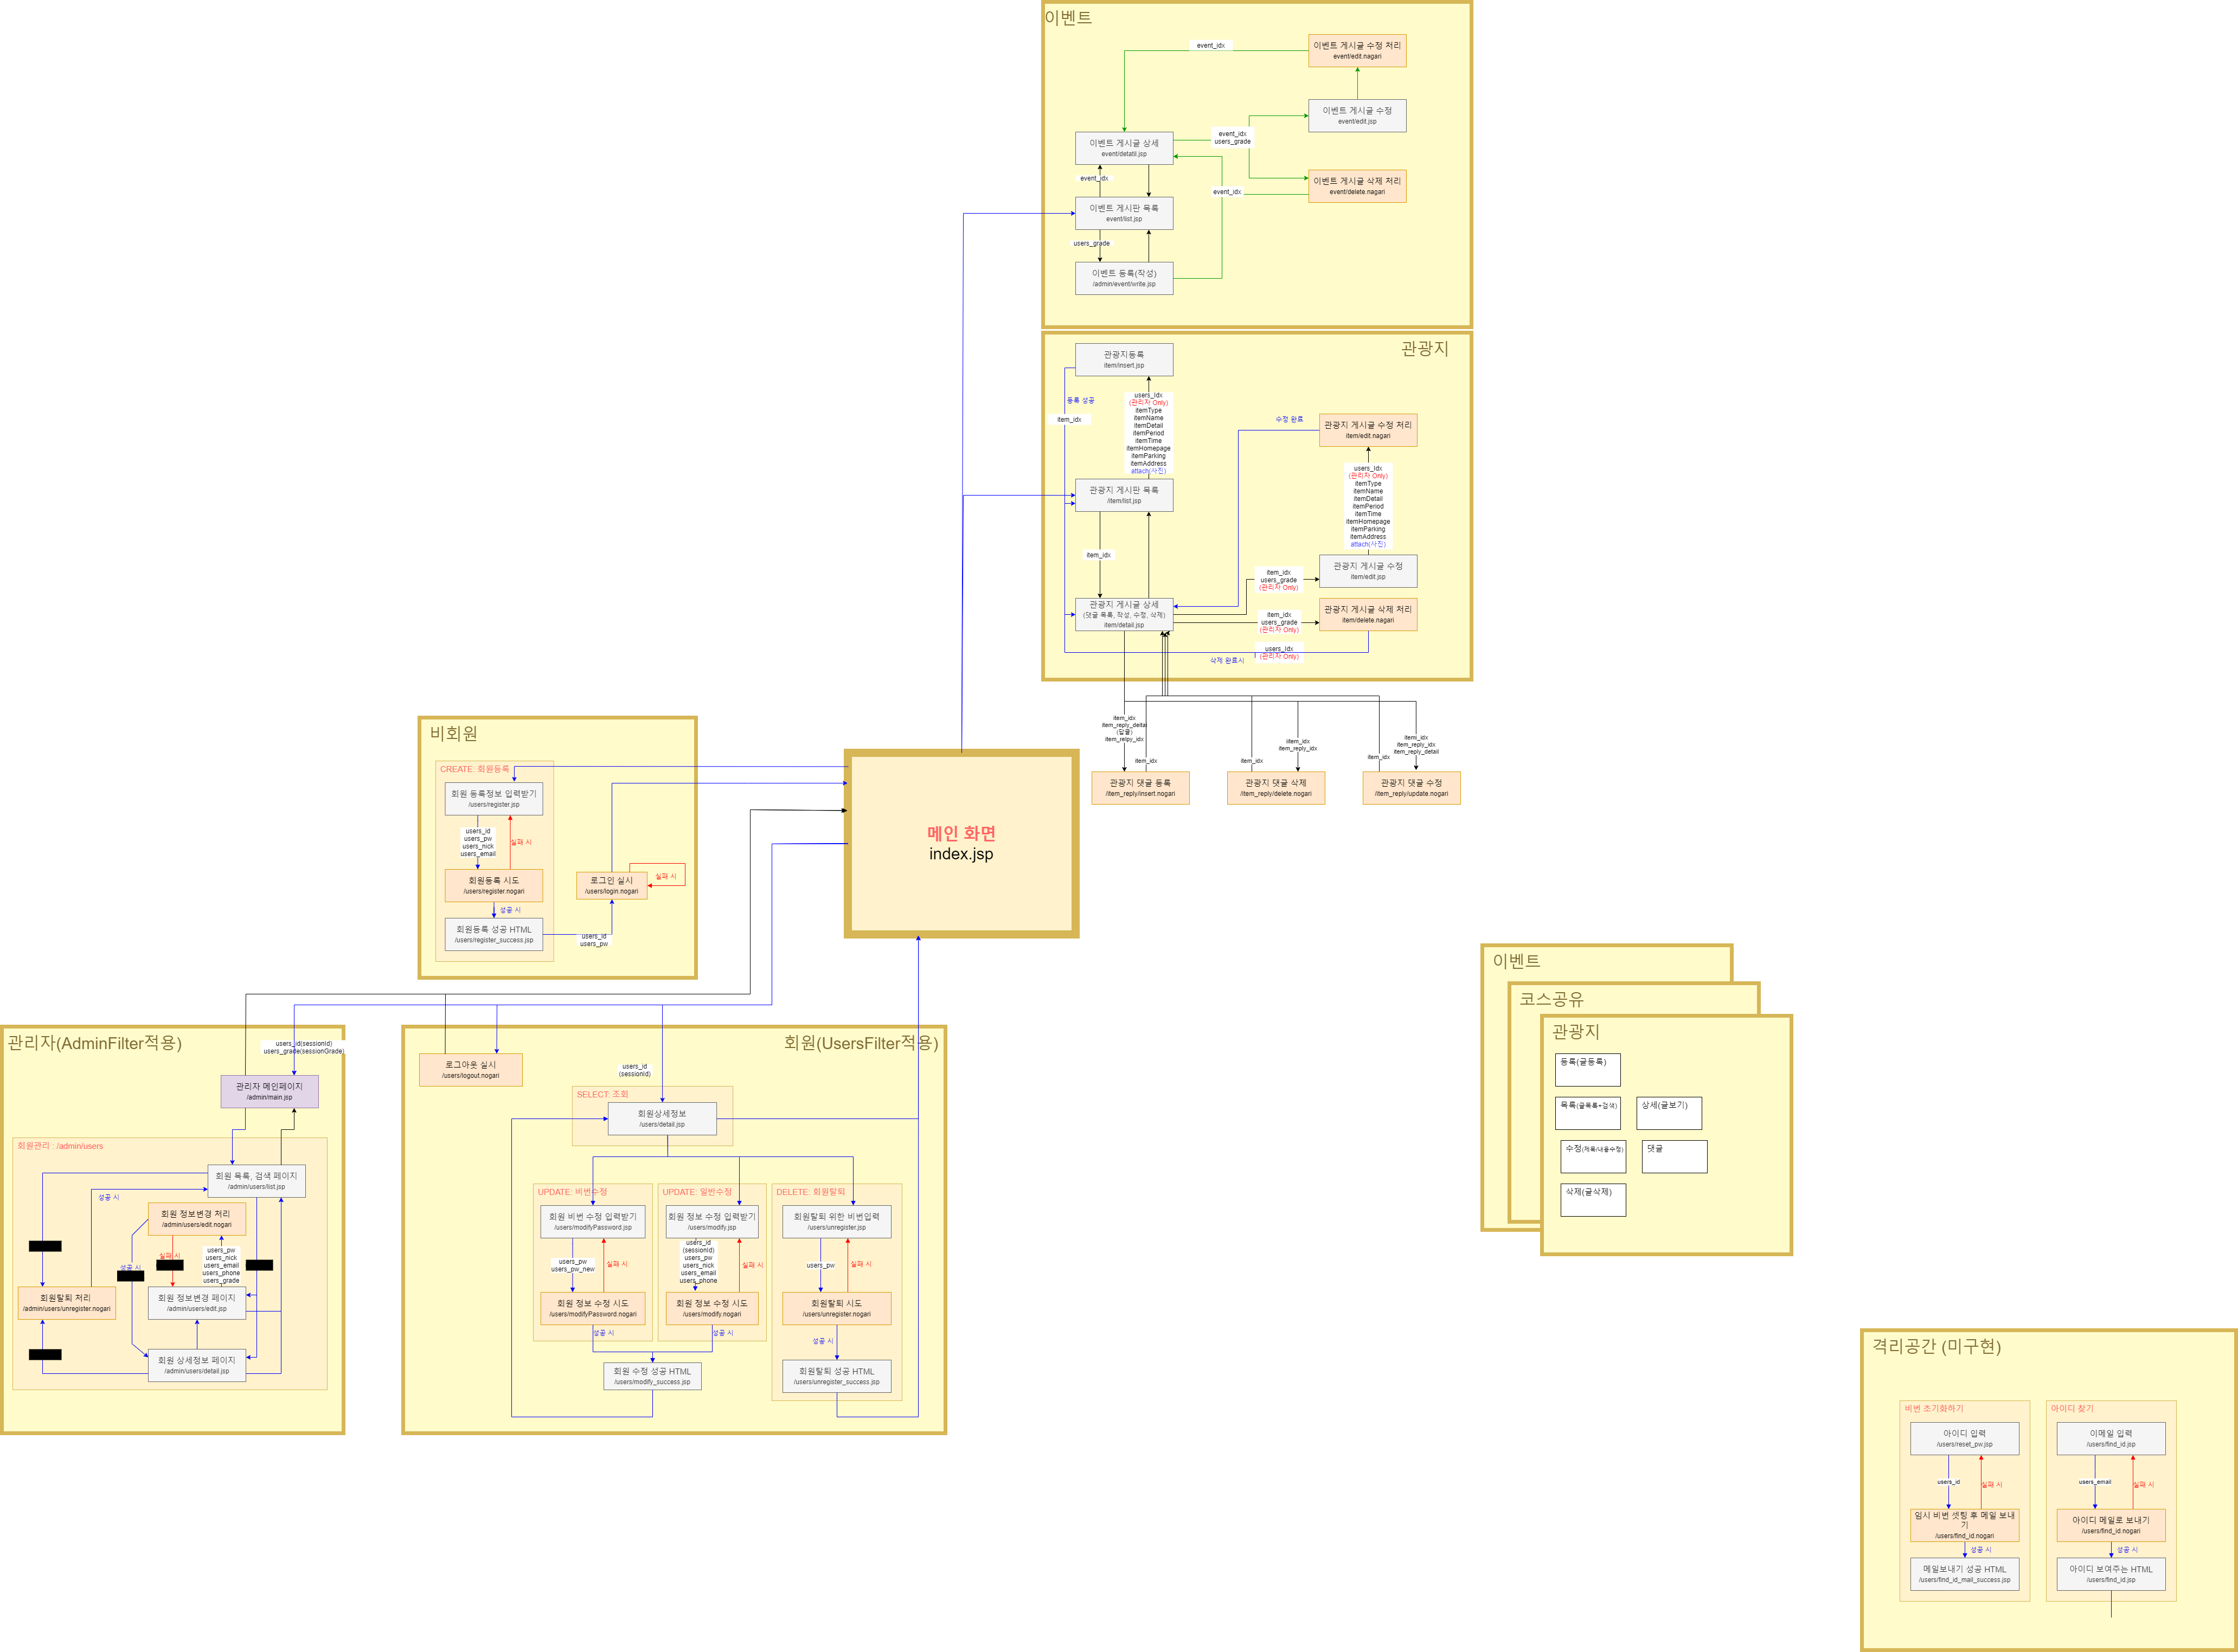 이벤트
event_idx
이벤트 게시글 수정 처리
event/edit.nagari
이벤트 게시글 수정
event/edit.jsp
event_idx
users_grade
이벤트 게시글 상세
event/detatil.jsp
event_idx
이벤트 게시글 삭제 처리
event/delete.nagari
event_idx
이벤트 게시판 목록
event/list.jsp
users_grade
이벤트 등록(작성)
/admin/event/write.jsp
관광지
관광지등록
item/insert.jsp
등록 성공
item_idx
users_Idx
(관리자 Only)
itemType
itemName
itemDetail
itemPeriod
itemTime
itemHomepage
itemParking
itemAddress
attach(사진)
수정 완료
관광지 게시글 수정 처리
item/edit.nagari
users_Idx
(관리자 Only)
itemType
itemName
itemDetail
itemPeriod
itemTime
itemHomepage
itemParking
itemAddress
attach(사진)
관광지 게시판 목록
/item/list.jsp
item_idx
관광지 게시글 수정
item/edit.jsp
item_idx
users_grade
(관리자 Only)
관광지 게시글 상세
(댓글 목록, 작성, 수정, 삭제)
item/detail.jsp
item_idx
users_grade
(관리자 Only)
관광지 게시글 삭제 처리
item/delete.nagari
users_Idx
(관리자 Only)
삭제 완료시
item_idx
item_reply_deital
(답글)
item_relpy_idx
item_idx
관광지 댓글 등록
/item_reply/insert.nogari
item_idx
iitem_idx
item_reply_idx
관광지 댓글 삭제
/item_reply/delete.nogari
item_idx
itemi_idx
item_reply_idx
item_reply_detail
관광지 댓글 수정
/item_reply/update.nogari
비회원
CREATE: 회원등록
회원 등록정보 입력받기
/users/register.jsp
users_id
users_pw
users_nick
users_email
실패 시
회원등록 시도
/users/register.nogari
성공 시
회원등록 성공 HTML
/users/register_success.jsp
로그인 실시
/users/login.nogari
실패 시
users_id
users_pw
메인 화면
index.jsp
관리자(AdminFilter적용)
users_id(sessionId)
users_grade(sessionGrade)
관리자 메인페이지
/admin/main.jsp
회원관리 : /admin/users
회원 목록, 검색 페이지
/admin/users/list.jsp
성공 시
회원 정보변경 처리
/admin/users/edit.nogari
실패 시
성공 시
users_pw
users_nick
users_email
users_phone
users_grade
회원탈퇴 처리
/admin/users/unregister.nogari
회원 정보변경 페이지
/admin/users/edit.jsp
회원 상세정보 페이지
/admin/users/detail.jsp
회원(UsersFilter적용)
로그아웃 실시
/users/logout.nogari
users_id
(sessionId)
SELECT: 조회
회원상세정보
/users/detail.jsp
UPDATE: 비번수정
회원 비번 수정 입력받기
/users/modifyPassword.jsp
users_pw
users_pw_new
실패 시
회원 정보 수정 시도
/users/modifyPassword.nogari
성공 시
UPDATE: 일반수정
회원 정보 수정 입력받기
/users/modify.jsp
users_id
(sessionId)
users_pw
users_nick
users_email
users_phone
실패 시
회원 정보 수정 시도
/users/modify.nogari
성공 시
회원 수정 성공 HTML
/users/modify_success.jsp
DELETE: 회원탈퇴
회원탈퇴 위한 비번입력
/users/unregister.jsp
users_pw
실패 시
회원탈퇴 시도
/users/unregister.nogari
성공 시
회원탈퇴 성공 HTML
/users/unregister_success.jsp
이벤트
코스공유
관광지
등록(글등록)
목록(글목록+검색)
상세(글보기)
수정(제목/내용수정)
댓글
삭제(글삭제)
격리공간 (미구현)
비번 초기화하기
아이디 입력
/users/reset_pw.jsp
users_id
실패 시
임시 비번 셋팅 후 메일 보내
기
/users/find_id.nogari
성공 시
메일보내기 성공 HTML
/users/find_id_mail_success.jsp
아이디 찾기
이메일 입력
/users/find_id.jsp
users_email
실패 시
아이디 메일로 보내기
/users/find_id.nogari
성공 시
아이디 보여주는 HTML
/users/find_id.jsp